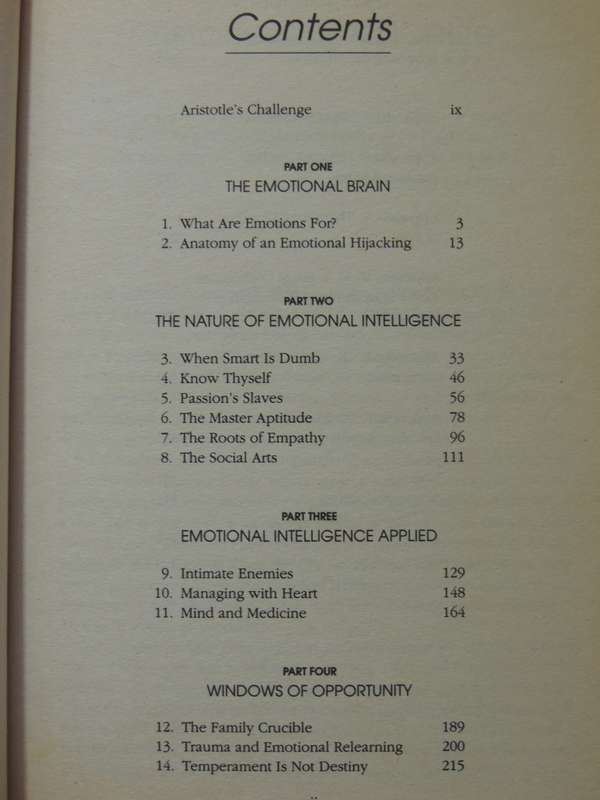 Contents
Aristotle's Challenge ix
PART ONE
THE EMOTIONAL BRAIN
1. What Are Emotions For? 3
2. Anatomy of an Emotional Hijacking 13
PART TWO
THE NATURE OF EMOTIONAL INTELLIGENCE
3. When Smart Is Dumb 33
4. Know Thyself 46
5. Passion's Slaves 56
6. The Master Aptitude 78
7. The Roots of Empathy 96
8. The Social Arts 111
PART THREE
EMOTIONAL INTELLIGENCE APPLIED
9. Intimate Enemies 129
10. Managing with Heart 148
11. Mind and Medicine 164
PART FOUR
WINDOWS OF OPPORTUNITY
12. The Family Crucible 189
13. Trauma and Emotional Relearning 200
14. Temperament Is Not Destiny 215